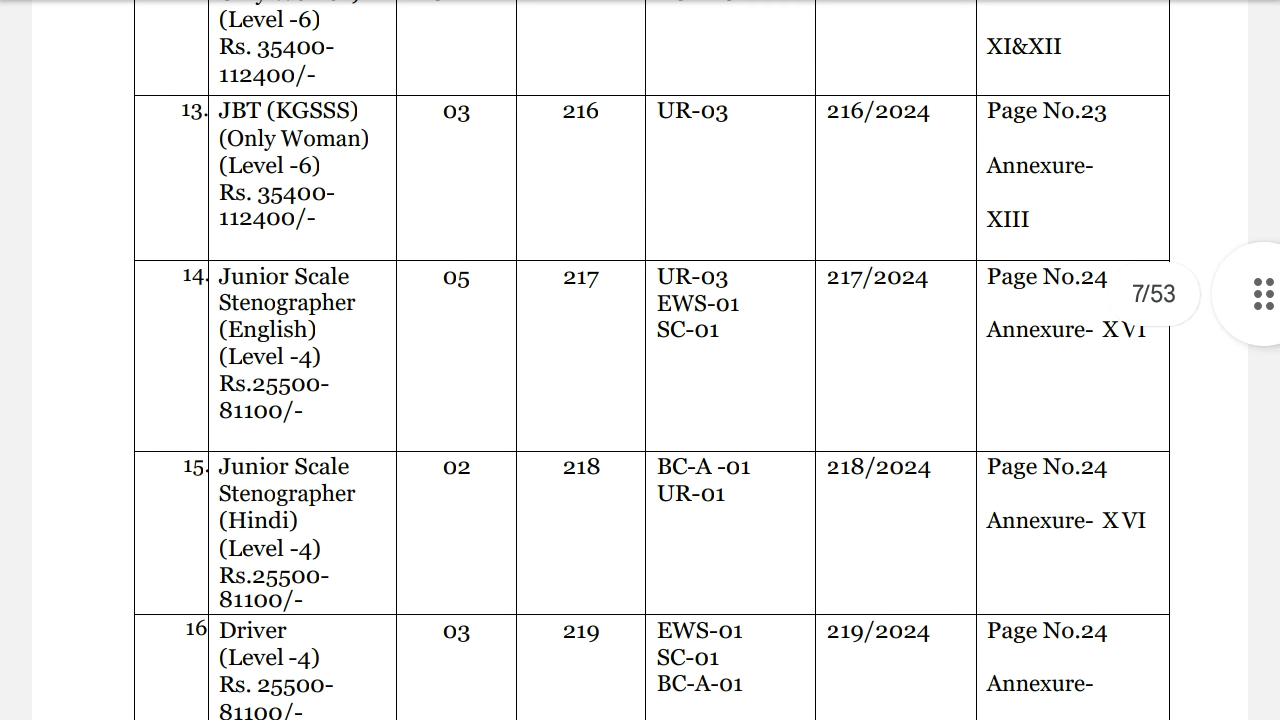 (Level -6)
Rs. 35400-
112400/-
XI&XII
13. JBT (KGSSS)
(Only Woman)
(Level -6)
Rs. 35400-
112400/-
03
216
UR-03
216/2024
Page No.23
Annexure-
XIII
14. Junior Scale
Stenographer
(English)
(Level -4)
Rs.25500-
81100/-
05
217
UR-03
EWS-01
SC-01
217/2024
Page No.24
Annexure- XVI
7/53
15. Junior Scale
Stenographer
(Hindi)
(Level -4)
Rs.25500-
81100/-
02
218
BC-A -01
UR-01
218/2024
Page No.24
Annexure- XVI
16 Driver
(Level -4)
Rs. 25500-
81100/-
03
219
EWS-01
SC-01
BC-A-01
219/2024
Page No.24
Annexure-